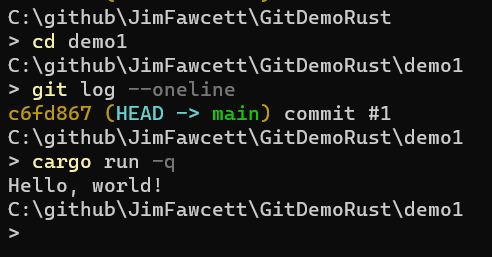 C:\github\JimFawcett\GitDemoRust
> cd demo1
C:\github\JimFawcett\GitDemoRust\demo1
> git log --oneline
c6fd867 (HEAD -> main) commit #1
C:\github\JimFawcett\GitDemoRust\demo1
> cargo run -q
Hello, world!
C:\github\JimFawcett\GitDemoRust\demo1
>